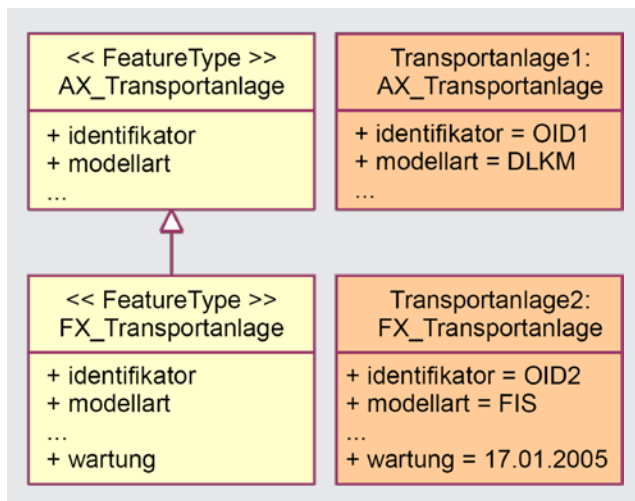 << FeatureType >>
AX_Transportanlage
+ identifikator
+ modellart
...
Transportanlage1:
AX_Transportanlage
+ identifikator = OID1
+ modellart = DLKM
...
<< FeatureType >>
FX_Transportanlage
+ identifikator
+ modellart
...
+ wartung
Transportanlage2:
FX_Transportanlage
+ identifikator = OID2
+ modellart = FIS
...
+ wartung = 17.01.2005